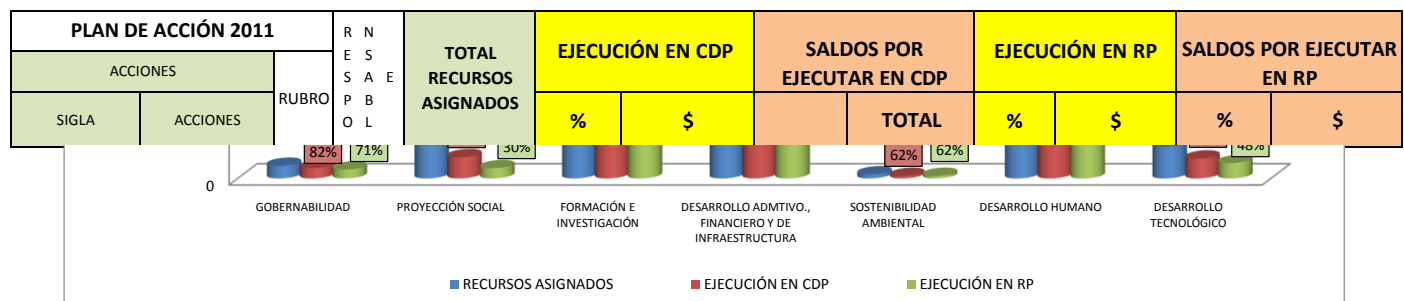 PLAN DE ACCIÓN 2011
ACCIONES
SIGLA
ACCIONES
RUBRO
R N
E S
S A E
P B
O L
TOTAL
RECURSOS
ASIGNADOS
EJECUCIÓN EN CDP
%
$
SALDOS POR
EJECUTAR EN CDP
TOTAL
EJECUCIÓN EN RP
%
$
SALDOS POR EJECUTAR
EN RP
%
$
82%
71%
30%
62%
62%
48%
0
GOBERNABILIDAD
PROYECCIÓN SOCIAL
FORMACIÓN E
INVESTIGACIÓN
DESARROLLO ADMTIVO.,
FINANCIERO Y DE
INFRAESTRUCTURA
SOSTENIBILIDAD
AMBIENTAL
DESARROLLO HUMANO
DESARROLLO
TECNOLÓGICO
RECURSOS ASIGNADOS
EJECUCIÓN EN CDP
EJECUCIÓN EN RP